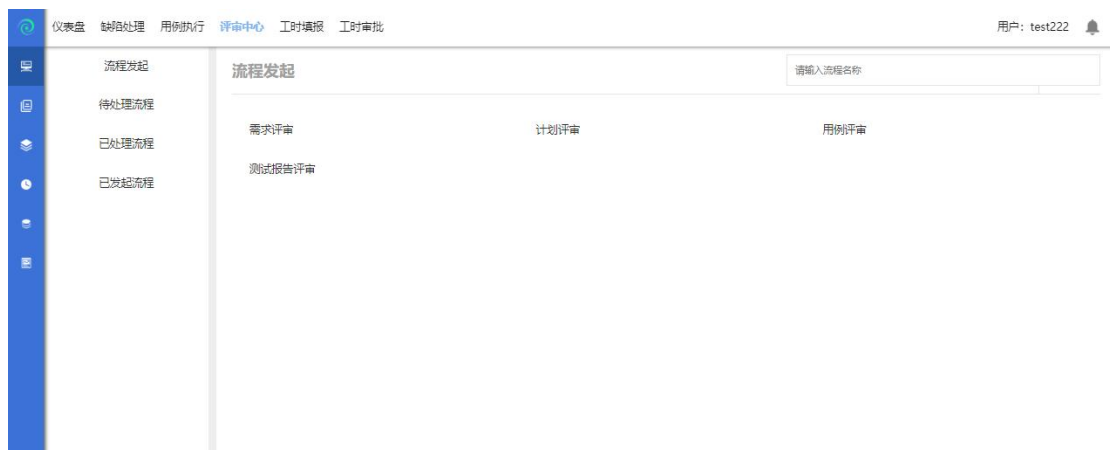 仪表盘 缺陷处理 用例执行 评审中心 工时填报 工时审批 用户：test222
流程发起
待处理流程
已处理流程
已发起流程
流程发起 请输入流程名称
需求评审 计划评审 用例评审
测试报告评审